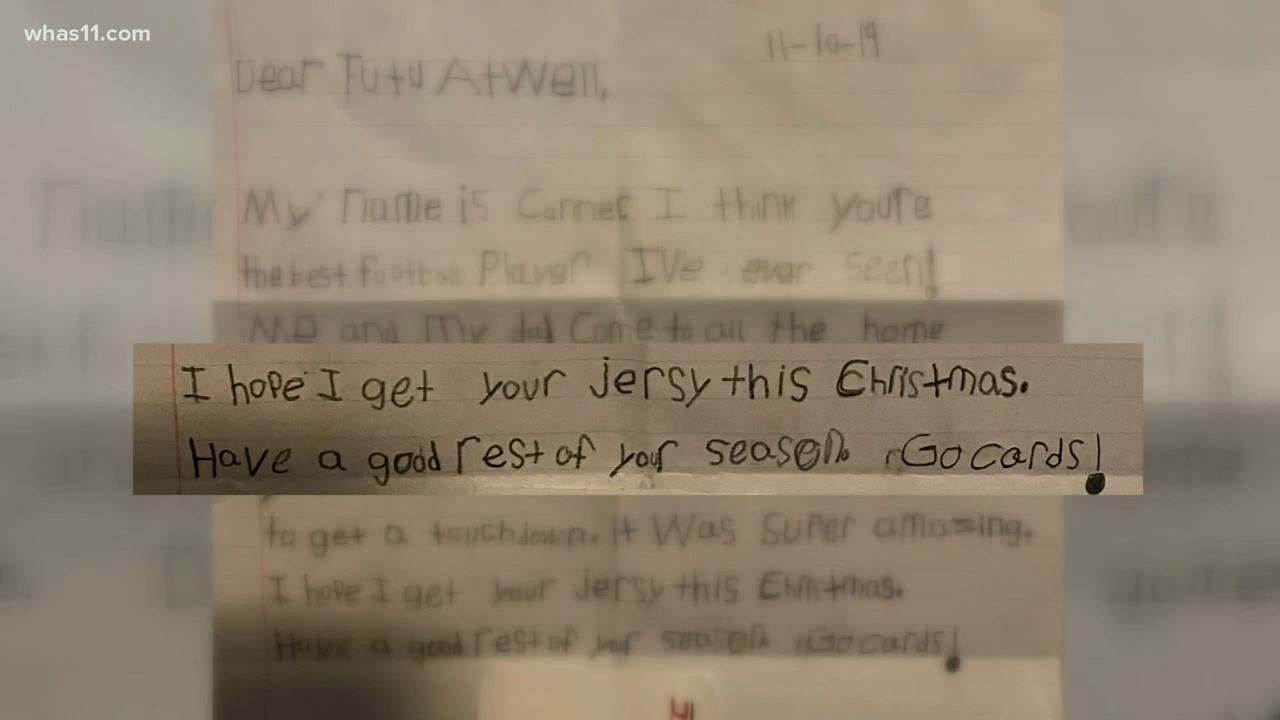 whas11.com
11-10-19
Dear Tutu Atwell,
My name is Conner I think you're
the best football Player I've ever seen!
Me and my dad Come to all the home
I hope I get your jersy this Christmas.
Have a good rest of your season. Go cards!
to get a touchdown. it was super amazing.
I hope I get your jersy this Christmas.
Have a good rest of your season. Go cards!